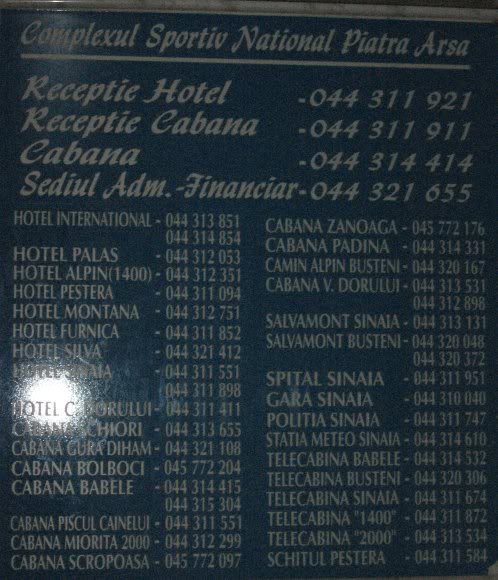 Complexul Sportiv National Piatra Arsa
Receptie Hotel - 044 311 921
Receptie Cabana - 044 311 911
Cabana - 044 314 414
Sediul Adm.-Financiar - 044 321 655
HOTEL INTERNATIONAL - 044 313 851
044 314 854
HOTEL PALAS - 044 312 053
HOTEL ALPIN(1400) - 044 312 351
HOTEL PESTERA - 044 311 094
HOTEL MONTANA - 044 312 751
HOTEL FURNICA - 044 311 852
HOTEL SILVA - 044 321 412
HOTEL SINAIA - 044 311 551
044 311 898
HOTEL C. DORULUI - 044 311 411
CABANA SCHIORI - 044 313 655
CABANA GURA DIHAM - 044 321 108
CABANA BOLBOCI - 045 772 204
CABANA BABELE - 044 314 415
044 315 304
CABANA PISCUL CAINELUI - 044 311 551
CABANA MIORITA 2000 - 044 312 299
CABANA SCROPOASA - 045 772 097
CABANA ZANOAGA - 045 772 176
CABANA PADINA - 044 314 331
CAMIN ALPIN BUSTENI - 044 320 167
CABANA V. DORULUI - 044 313 531
044 312 898
SALVAMONT SINAIA - 044 313 131
SALVAMONT BUSTENI - 044 320 048
044 320 372
SPITAL SINAIA - 044 311 951
GARA SINAIA - 044 310 040
POLITIA SINAIA - 044 311 747
STATIA METEO SINAIA - 044 314 610
TELECABINA BABELE - 044 314 532
TELECABINA BUSTENI - 044 320 306
TELECABINA SINAIA - 044 311 674
TELECABINA "1400" - 044 311 872
TELECABINA "2000" - 044 313 534
SCHITUL PESTERA - 044 311 584